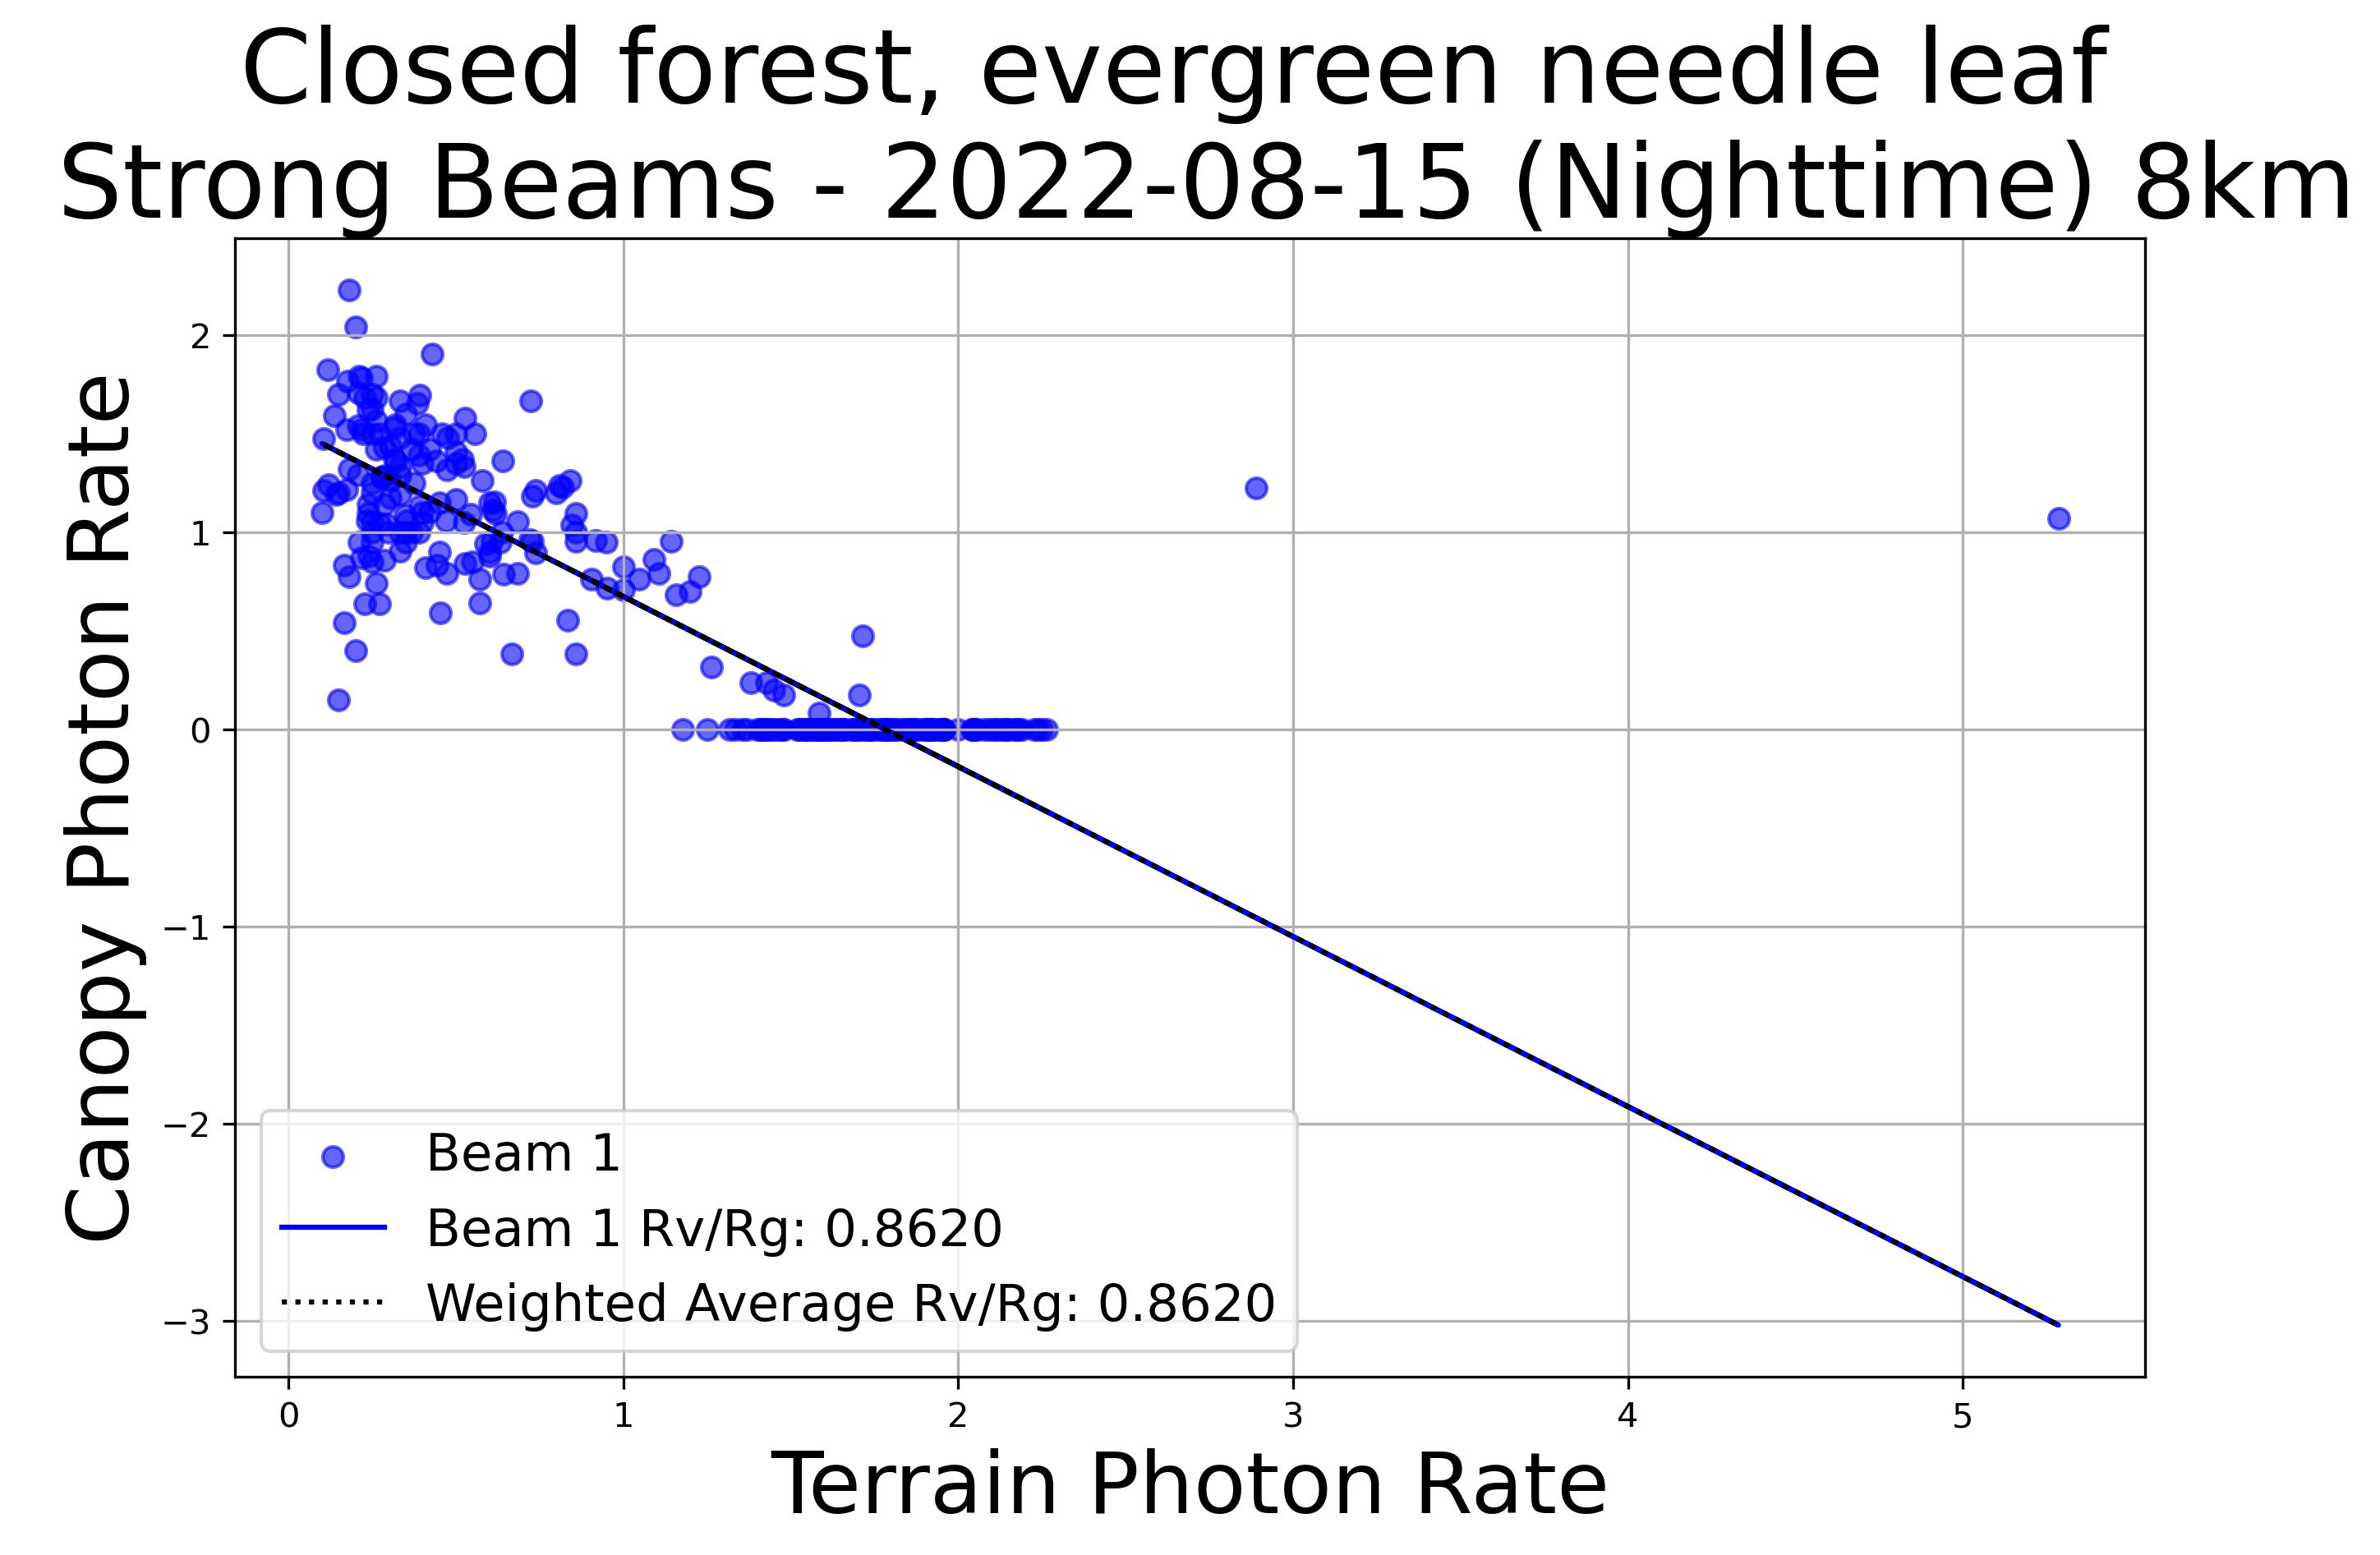 Closed forest, evergreen needle leaf
Strong Beams - 2022-08-15 (Nighttime) 8km
Canopy Photon Rate
2
1
0
−1
−2
−3
Beam 1
Beam 1 Rv/Rg: 0.8620
Weighted Average Rv/Rg: 0.8620
0 1 2 3 4 5
Terrain Photon Rate